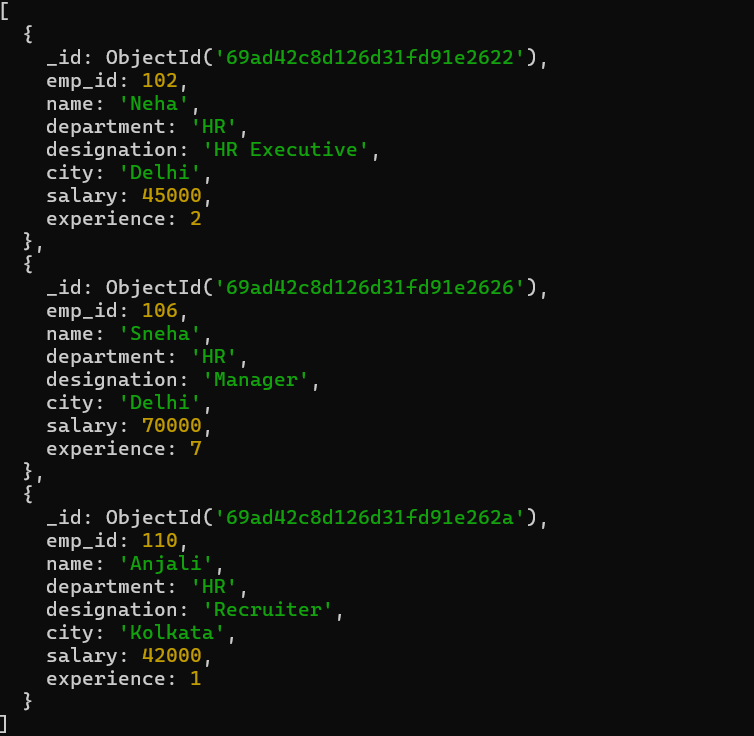 [
  {
    _id: ObjectId('69ad42c8d126d31fd91e2622'),
    emp_id: 102,
    name: 'Neha',
    department: 'HR',
    designation: 'HR Executive',
    city: 'Delhi',
    salary: 45000,
    experience: 2
  },
  {
    _id: ObjectId('69ad42c8d126d31fd91e2626'),
    emp_id: 106,
    name: 'Sneha',
    department: 'HR',
    designation: 'Manager',
    city: 'Delhi',
    salary: 70000,
    experience: 7
  },
  {
    _id: ObjectId('69ad42c8d126d31fd91e262a'),
    emp_id: 110,
    name: 'Anjali',
    department: 'HR',
    designation: 'Recruiter',
    city: 'Kolkata',
    salary: 42000,
    experience: 1
  }
]